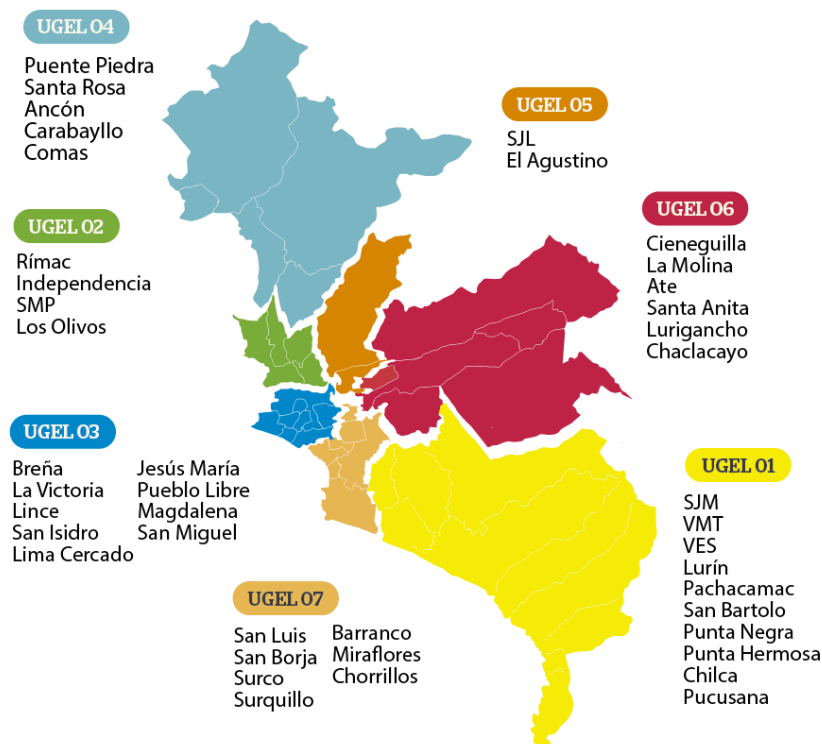 UGEL 04
Puente Piedra
Santa Rosa
Ancón
Carabayllo
Comas
UGEL 05
SJL
El Agustino
UGEL 06
Cieneguilla
La Molina
Ate
Santa Anita
Lurigancho
Chaclacayo
UGEL 02
Rímac
Independencia
SMP
Los Olivos
UGEL 03
Breña
La Victoria
Lince
San Isidro
Lima Cercado
Jesús María
Pueblo Libre
Magdalena
San Miguel
UGEL 01
SJM
VMT
VES
Lurín
Pachacamac
San Bartolo
Punta Negra
Punta Hermosa
Chilca
Pucusana
UGEL 07
San Luis
San Borja
Surco
Surquillo
Barranco
Miraflores
Chorrillos